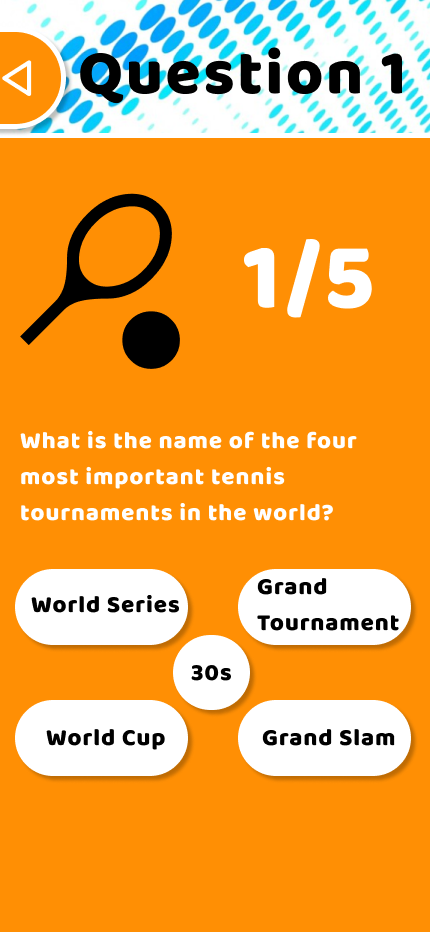 Question 1
1/5
What is the name of the four
most important tennis
tournaments in the world?
World Series
Grand
Tournament
30s
World Cup
Grand Slam